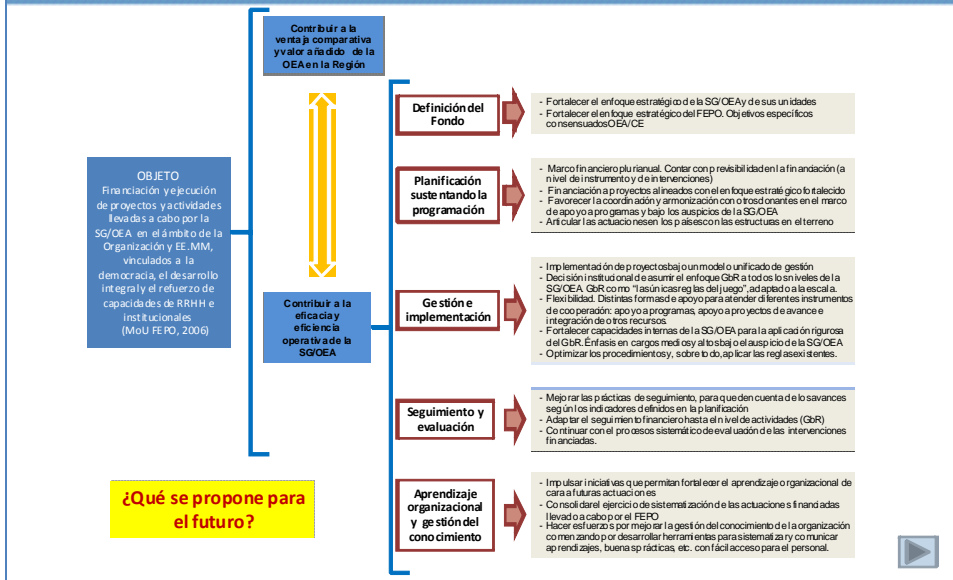 Contribuir a la
ventaja comparativa
y valor añadido de la
OEA en la Región
OBJETO
Financiación y ejecución
de proyectos y actividades
llevadas a cabo por la
SG/OEA en el ámbito de la
Organización y EE.MM,
vinculados a la
democracia, el desarrollo
integral y el refuerzo de
capacidades de RRHH e
institucionales
(MoU FEPO, 2006)
Contribuir a la
eficacia y
eficiencia
operativa de la
SG/OEA
¿Qué se propone para
el futuro?
Definición del
Fondo
- Fortalecer el enfoque estratégico de la SG/OEA y de sus unidades
- Fortalecer el enfoque estratégico del FEPO. Objetivos específicos
consensuados OEA/CE
Planificación
sustentando la
programación
- Marco financiero plurianual. Contar con previsibilidad en la financiación (a
nivel de instrumento y de intervenciones)
- Financiación a proyectos alineados con el enfoque estratégico fortalecido
- Favorecer la coordinación y armonización con otros donantes en el marco
de apoyo a programas y bajo los auspicios de la SG/OEA
- Articular las actuaciones en los países con las estructuras en el terreno
Gestión e
implementación
- Implementación de proyectos bajo un modelo unificado de gestión
- Decisión institucional de asumir el enfoque GbR a todos los niveles de la
SG/OEA. GbR como "las únicas reglas del juego", adaptado a la escala.
- Flexibilidad. Distintas formas de apoyo para atender diferentes instrumentos
de cooperación: apoyo a programas, apoyo a proyectos de avance e
integración de otros recursos.
- Fortalecer capacidades internas de la SG/OEA para la aplicación rigurosa
del GbR. Énfasis en cargos medios y altos bajo el auspicio de la SG/OEA
- Optimizar los procedimientos y, sobre todo, aplicar las reglas existentes.
Seguimiento y
evaluación
- Mejorar las prácticas de seguimiento, para que den cuenta de los avances
según los indicadores definidos en la planificación
- Adaptar el seguimiento financiero hasta el nivel de actividades (GbR)
- Continuar con el procesos sistemático de evaluación de las intervenciones
financiadas.
Aprendizaje
organizacional
y gestión del
conocimiento
- Impulsar iniciativas que permitan fortalecer el aprendizaje organizacional de
cara a futuras actuaciones
- Consolidar el ejercicio de sistematización de las actuaciones financiadas
llevado a cabo por el FEPO
- Hacer esfuerzos por mejorar la gestión del conocimiento de la organización
comenzando por desarrollar herramientas para sistematizar y comunicar
aprendizajes, buenas prácticas, etc. con fácil acceso para el personal.